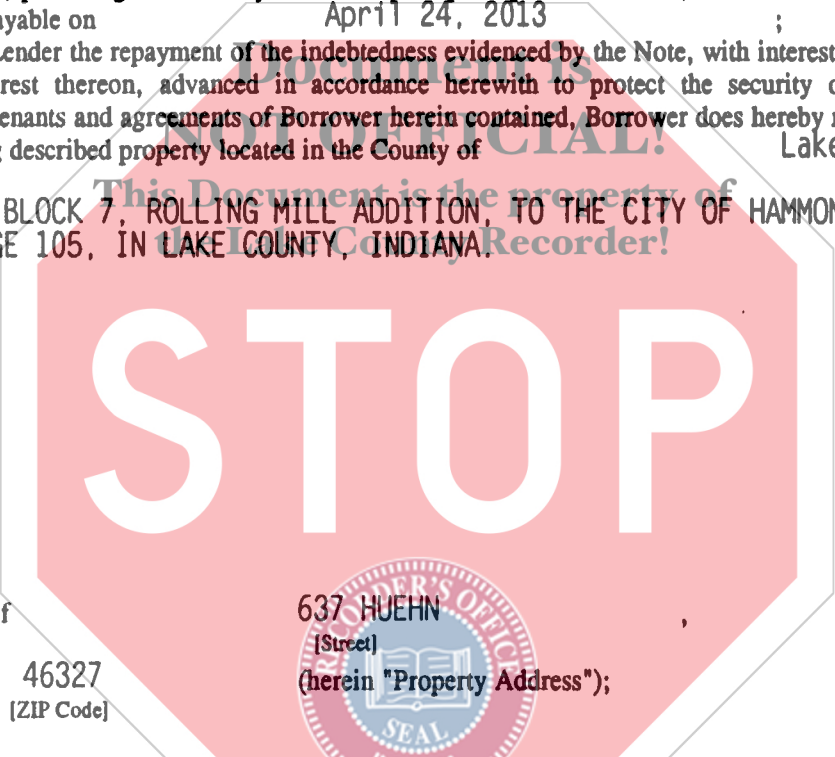 ayable on April 24, 2013 ;
ender the repayment of the indebtedness evidenced by the Note, with interest
rest thereon, advanced in accordance herewith to protect the security
enants and agreements of Borrower herein contained, Borrower does hereby
described property located in the County of Lake
Document is
NOT OFFICIAL!
This Document is the property of
the Lake County Recorder!
BLOCK 7, ROLLING MILL ADDITION, TO THE CITY OF HAMMON
GE 105, IN LAKE COUNTY, INDIANA.
STOP
f 637 HUEHN ,
[Street]
46327 (herein "Property Address");
[ZIP Code]
RECORDER'S OFFICE
SEAL